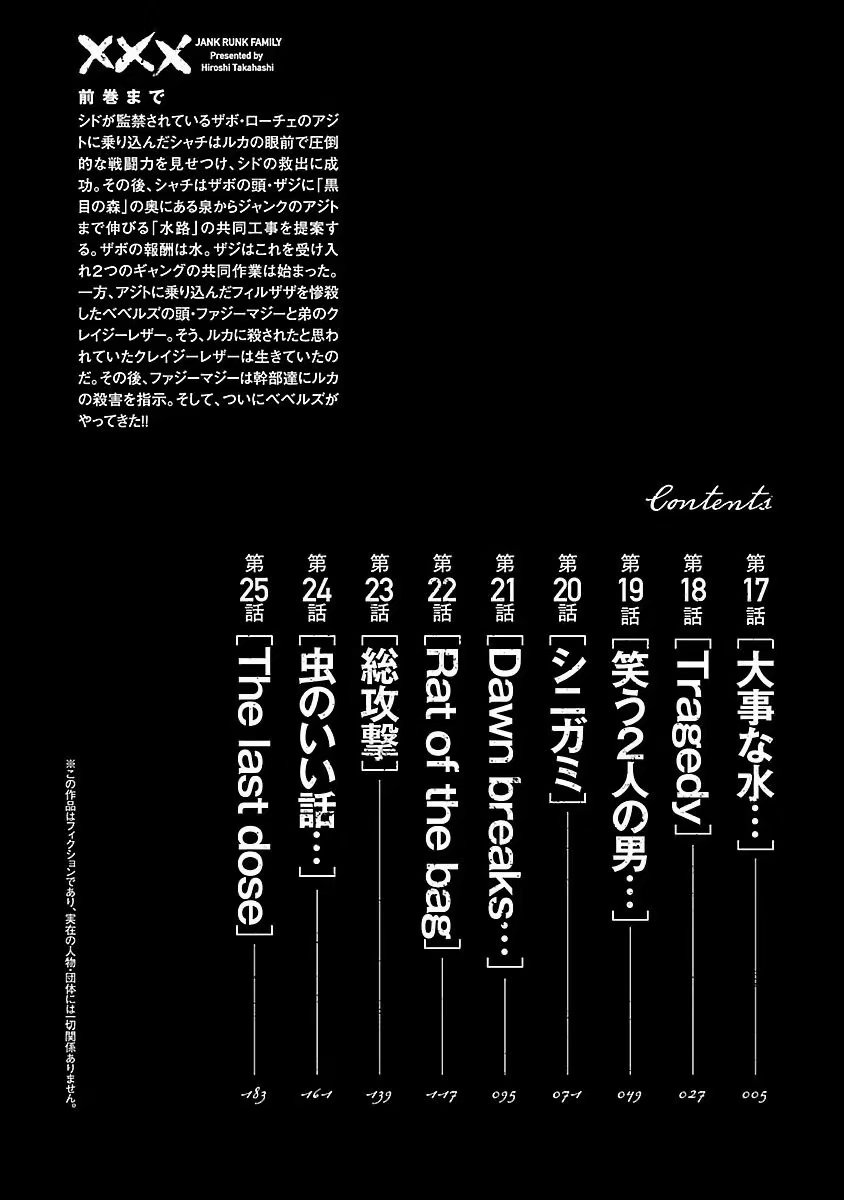 XXX
JANK RUNK FAMILY
Presented by
Hiroshi Takahashi
前巻まで
シドが監禁されているザボ・ローチェのアジ
トに乗り込んだシャチはルカの眼前で圧倒
的な戦闘力を見せつけ、シドの救出に成
功。その後、シャチはザボの頭・ザジに「黒
目の森」の奥にある泉からジャンクのアジト
まで伸びる「水路」の共同工事を提案す
る。ザボの報酬は水。ザジはこれを受け入
れ2つのギャングの共同作業は始まった。
一方、アジトに乗り込んだフィルザザを惨殺
したベベルズの頭・ファジーマジーと弟のク
レイジーレザー。そう、ルカに殺されたと思わ
れていたクレイジーレザーは生きていたの
だ。その後、ファジーマジーは幹部達にルカ
の殺害を指示。そして、ついにベベルズが
やってきた!!
Contents
第17話[大事な水…]005
第18話[Tragedy]027
第19話[笑う2人の男…]049
第20話[シニガミ]071
第21話[Dawn breaks…]095
第22話[Rat of the bag]117
第23話[総攻撃]139
第24話[虫のいい話…]161
第25話[The last dose]183
※この作品はフィクションであり、実在の人物・団体には一切関係ありません。